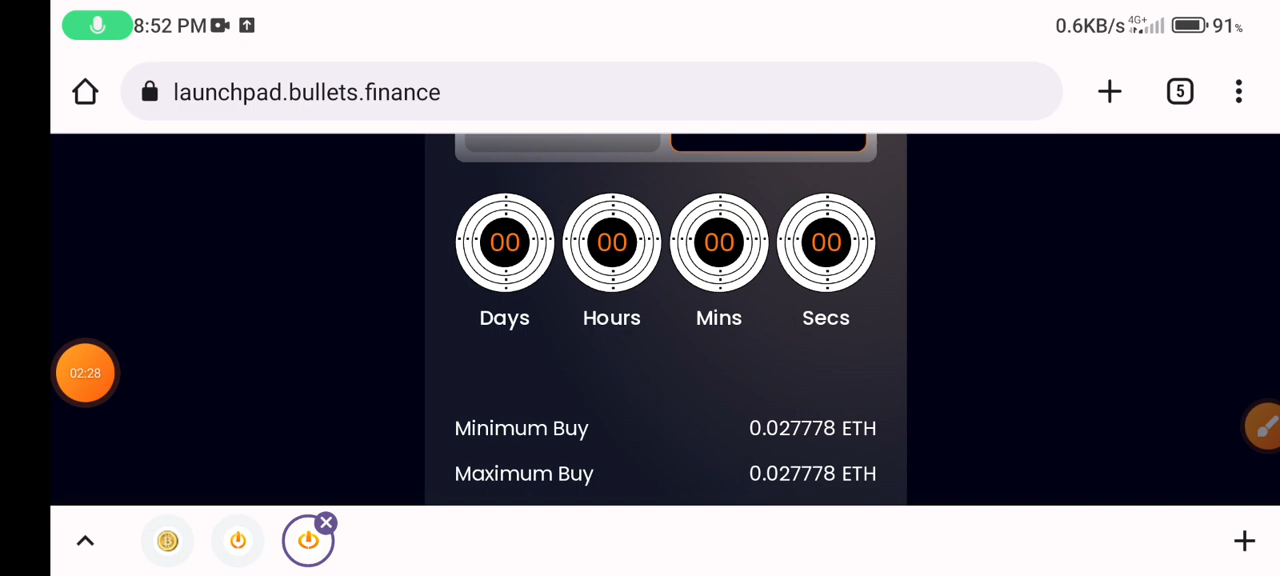 8:52 PM 0.6KB/s 4G+ 91%
launchpad.bullets.finance 5
00 00 00 00
Days Hours Mins Secs
02:28
Minimum Buy 0.027778 ETH
Maximum Buy 0.027778 ETH